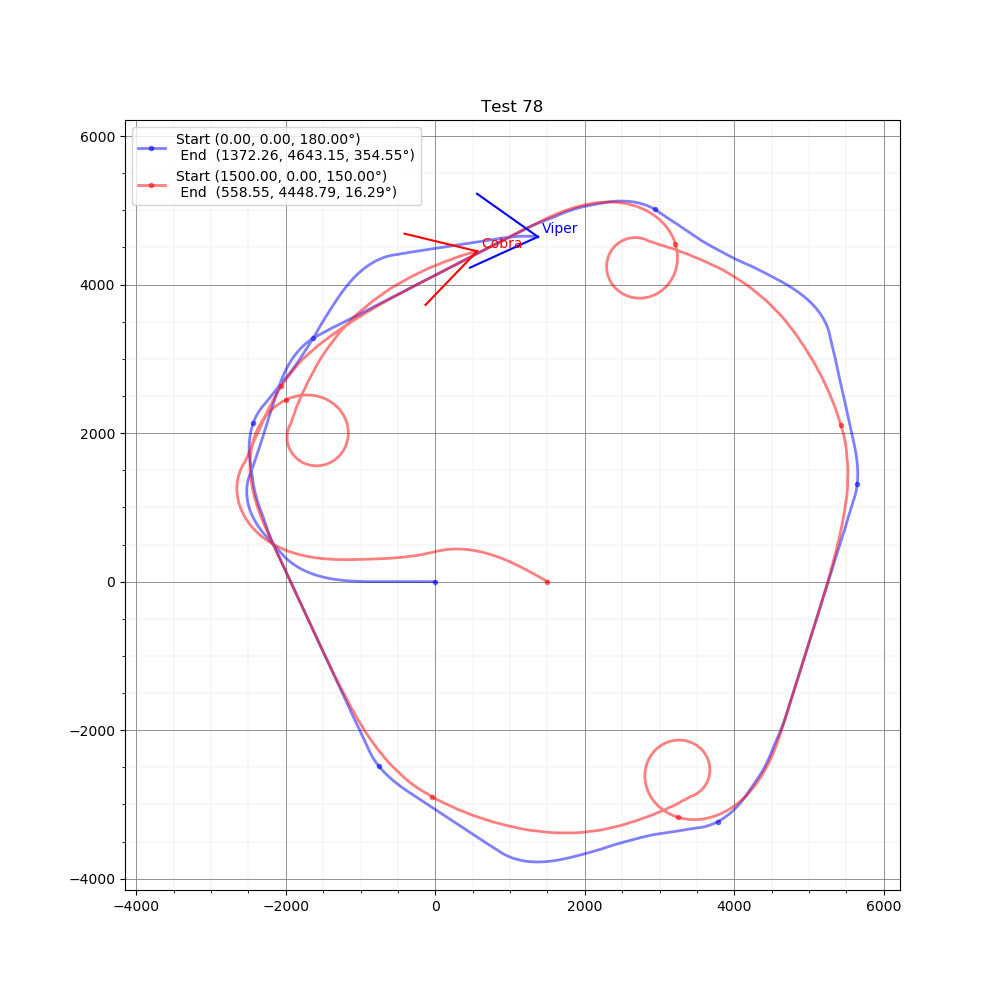 Test 78
Start (0.00, 0.00, 180.00°)
End (1372.26, 4643.15, 354.55°)
Start (1500.00, 0.00, 150.00°)
End (558.55, 4448.79, 16.29°)
Viper
Cobra
6000
4000
2000
0
−2000
−4000
−4000 −2000 0 2000 4000 6000